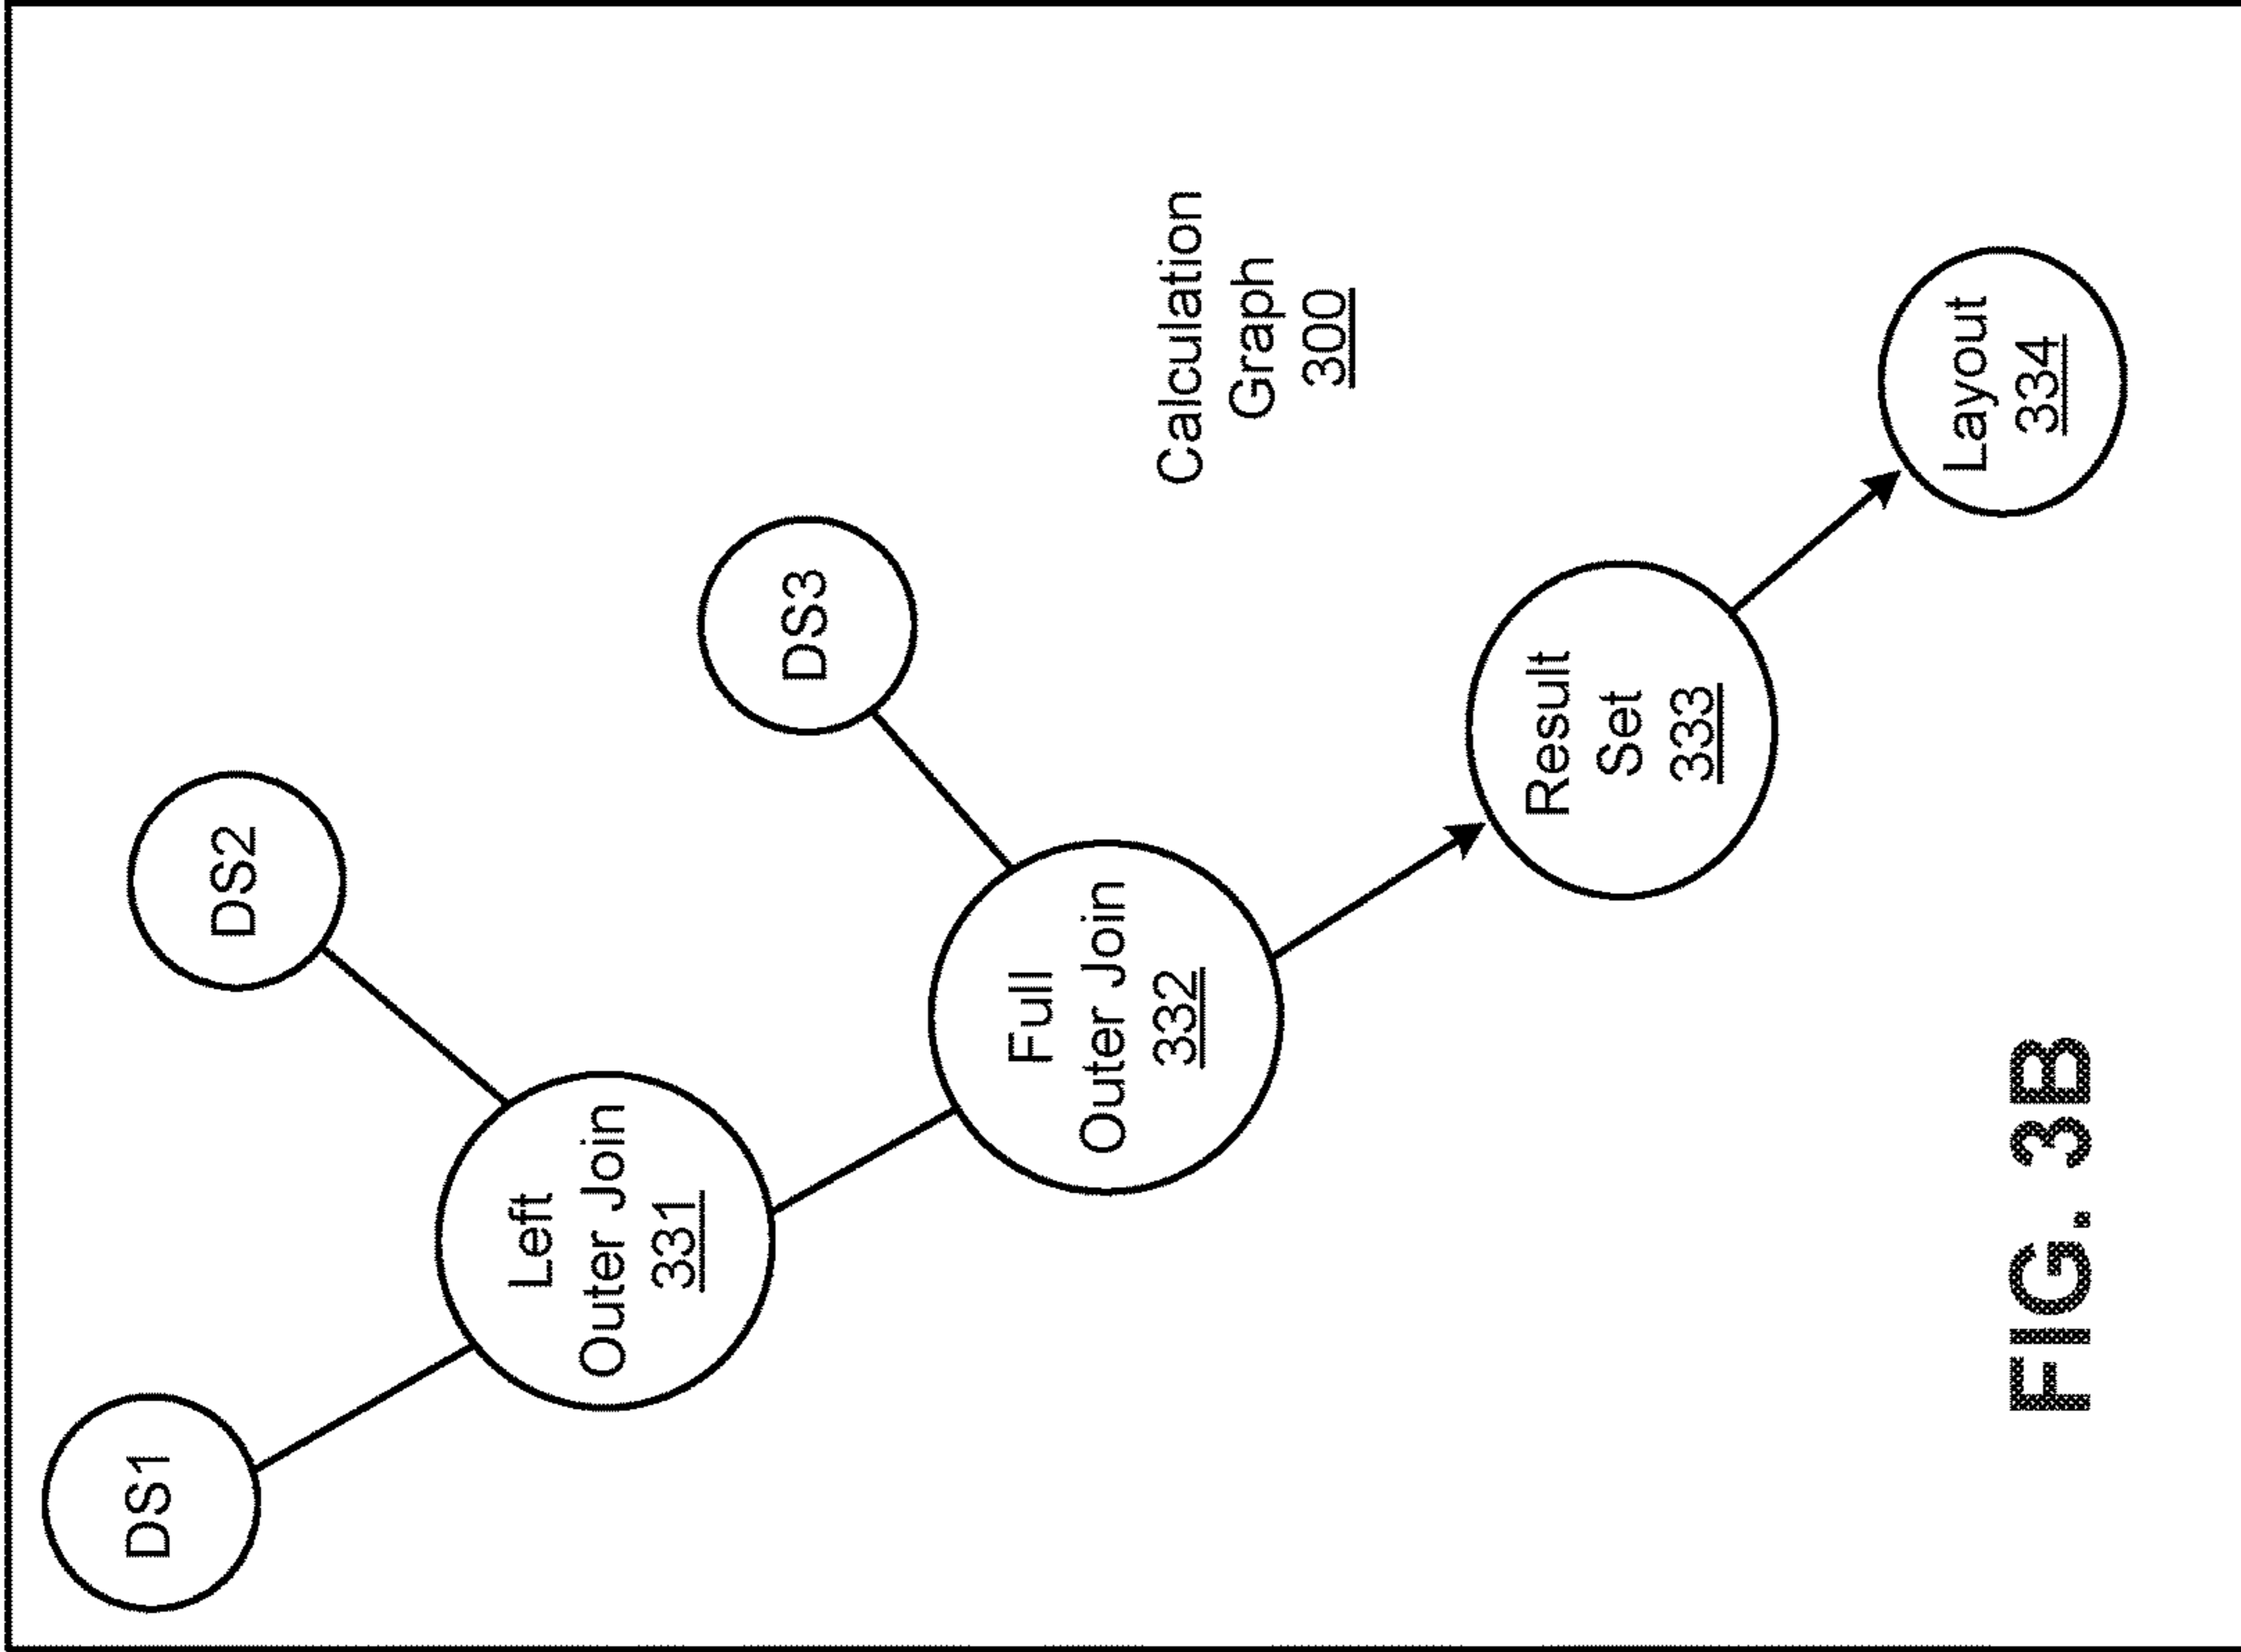 DS1
DS2
Left
Outer Join
331
DS3
Full
Outer Join
332
Calculation
Graph
300
Result
Set
333
Layout
334
FIG. 3B